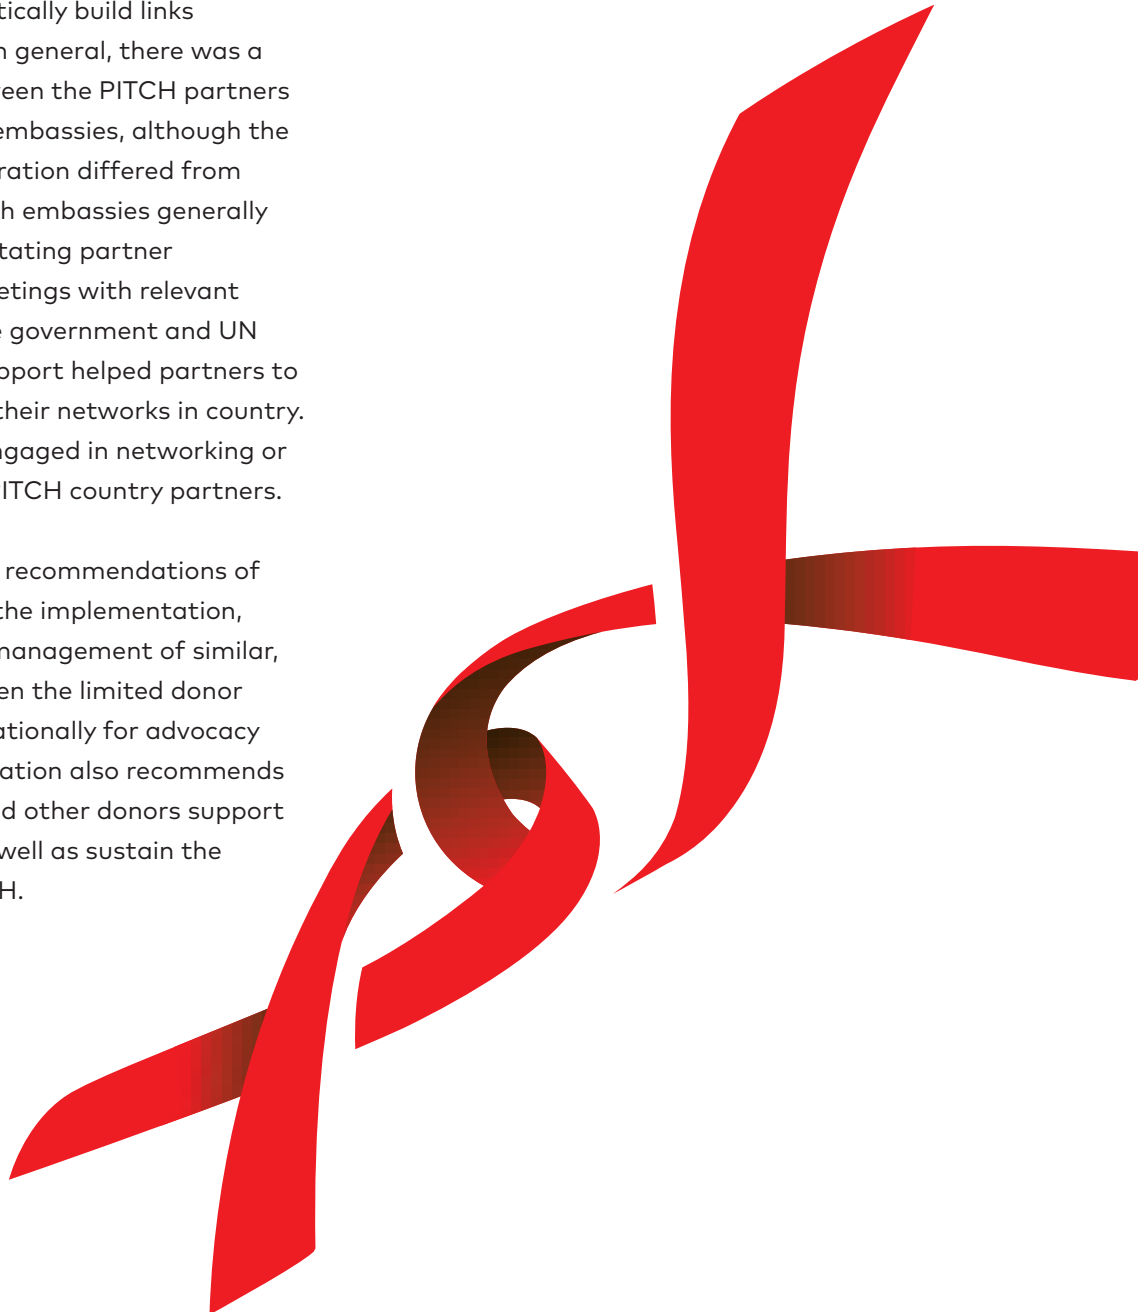 tically build links
n general, there was a
een the PITCH partners
embassies, although the
ration differed from
h embassies generally
tating partner
etings with relevant
e government and UN
pport helped partners to
their networks in country.
ngaged in networking or
PITCH country partners.
recommendations of
the implementation,
management of similar,
en the limited donor
ationally for advocacy
ation also recommends
d other donors support
well as sustain the
H.